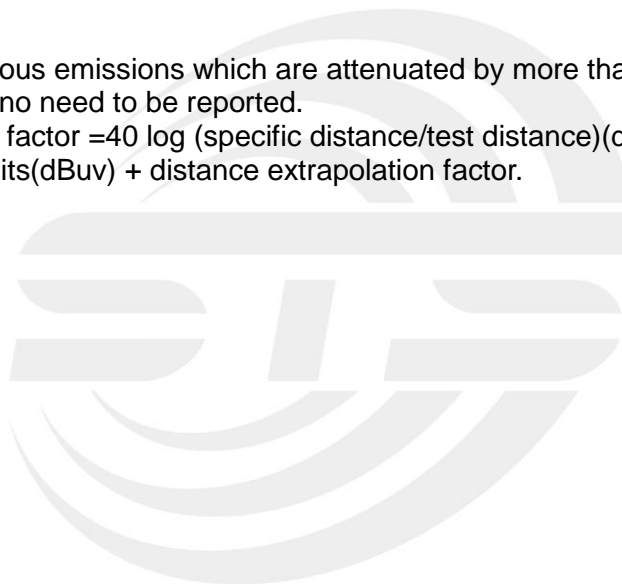 ous emissions which are attenuated by more tha
no need to be reported.
factor =40 log (specific distance/test distance)(d
its(dBuv) + distance extrapolation factor.
STS